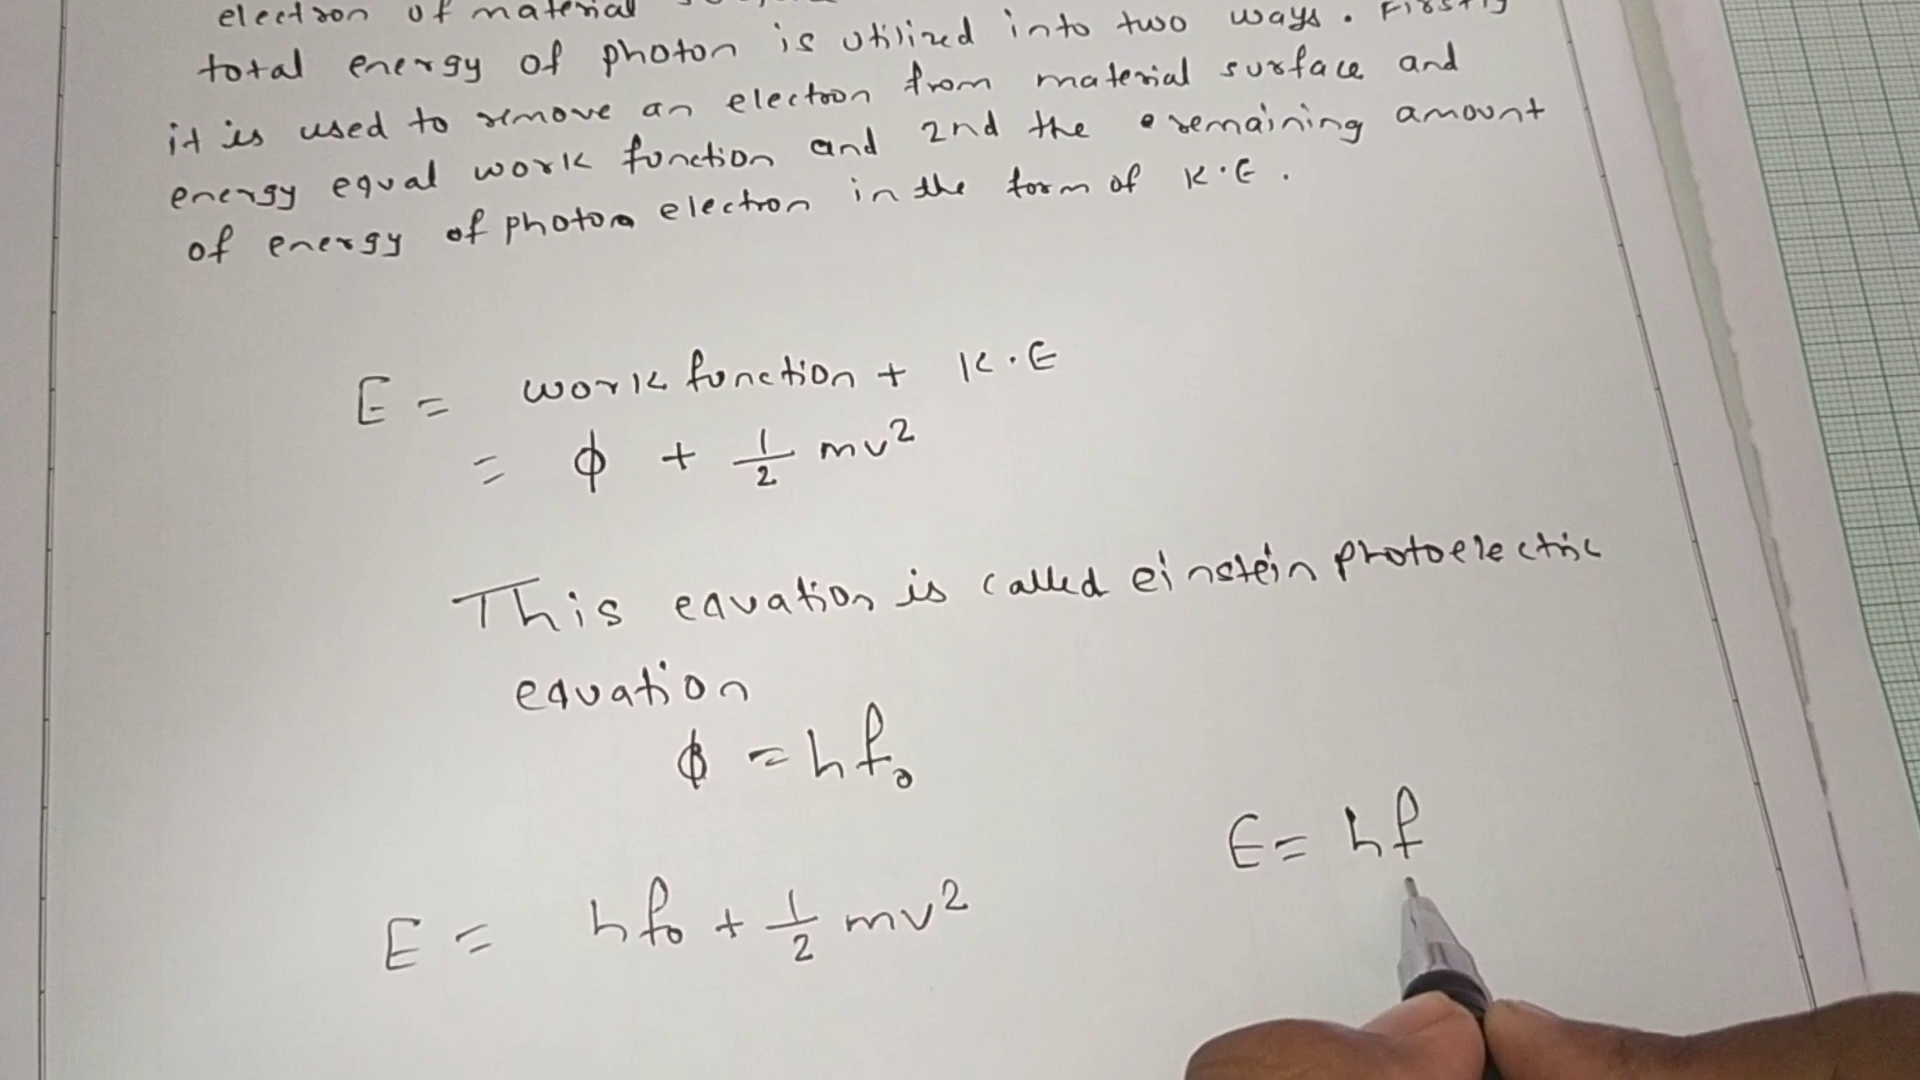 electron of material
total energy of photon is utilized into two ways. Firstly
it is used to remove an electron from material surface and
energy equal work function and 2nd the remaining amount
of energy of photo electron in the form of K.E.
E = work function + K.E
= ϕ + 1/2 mv²
This equation is called einstein photoelectric
equation
ϕ = hf₀
E = hf
E = hf₀ + 1/2 mv²